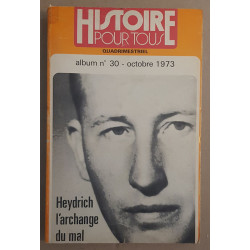 HISTOIRE
POUR TOUS
QUADRIMESTRIEL
album n° 30 - octobre 1973
Heydrich
l'archange
du mal